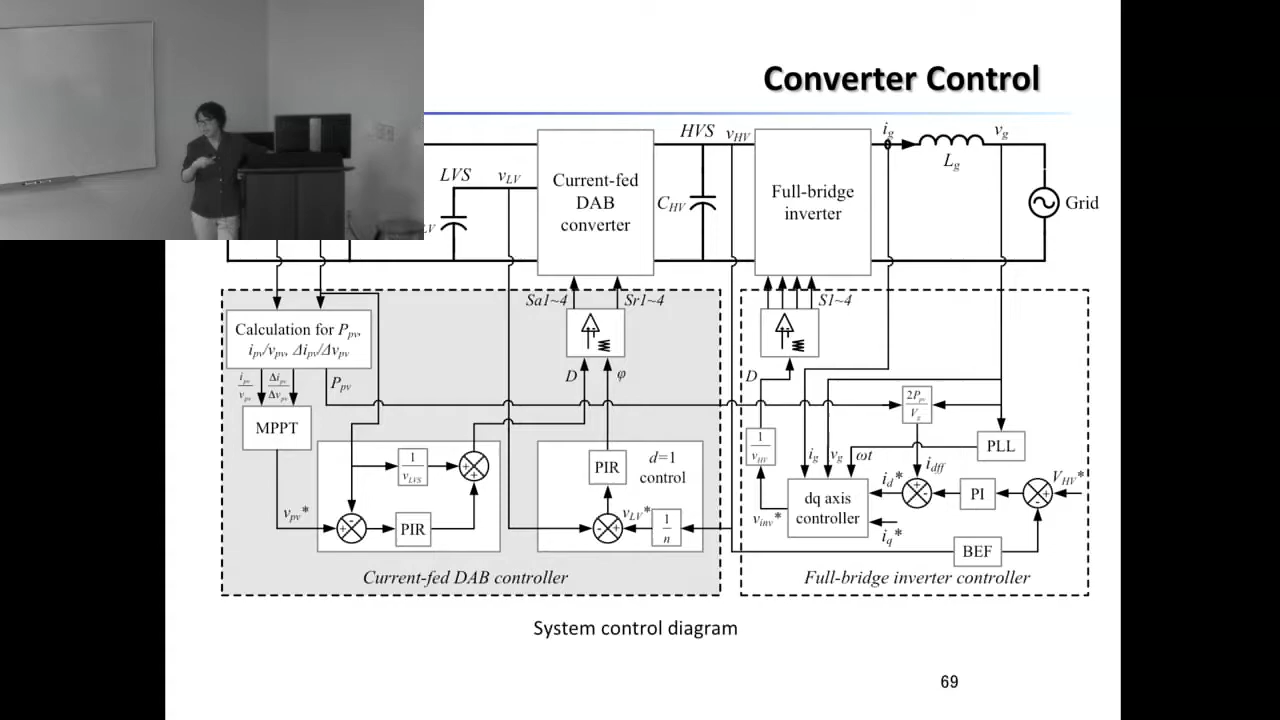 Converter Control
HVS
v_HV
i_g
v_g
L_g
LVS
v_LV
Current-fed
DAB
converter
C_HV
Full-bridge
inverter
Grid
Sa1~4
Sr1~4
S1~4
Calculation for P_pv,
i_pv/v_pv, Δi_pv/Δv_pv
i_pv/v_pv
Δi_pv/Δv_pv
P_pv
D
φ
D
2P_pv/V_g
MPPT
1/v_LVS
PIR
d=1
control
1/v_HV
i_g
v_g
ωt
PLL
i_dff
v_pv*
PIR
v_LV*
1/n
v_inv*
dq axis
controller
i_d*
PI
V_HV*
i_q*
BEF
Current-fed DAB controller
Full-bridge inverter controller
System control diagram
69